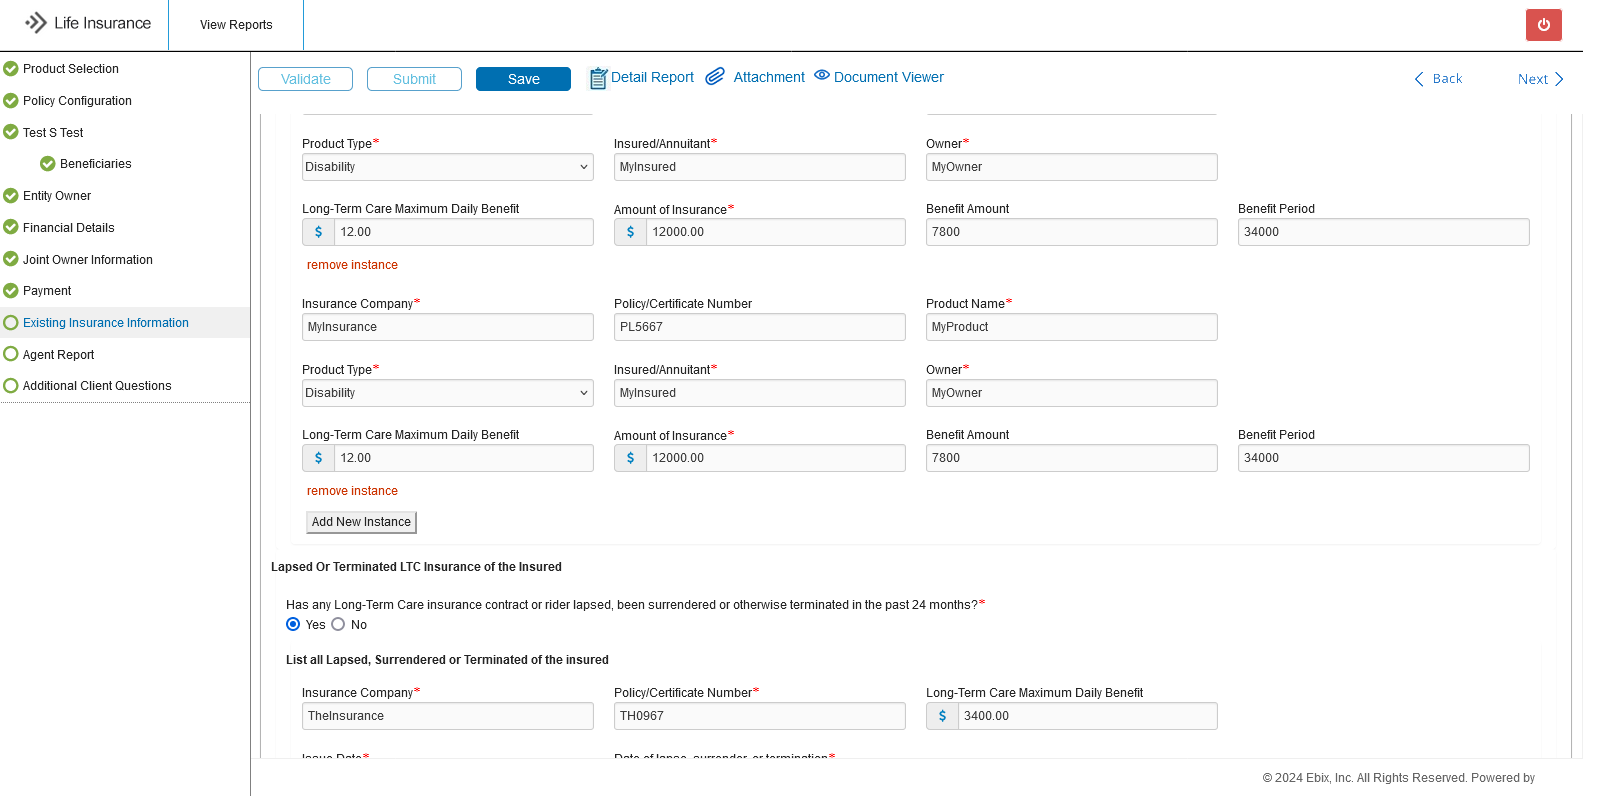 Life Insurance
View Reports
Product Selection
Policy Configuration
Test S Test
Beneficiaries
Entity Owner
Financial Details
Joint Owner Information
Payment
Existing Insurance Information
Agent Report
Additional Client Questions
Validate Submit Save Detail Report Attachment Document Viewer Back Next
Product Type* Insured/Annuitant* Owner*
Disability MyInsured MyOwner
Long-Term Care Maximum Daily Benefit Amount of Insurance* Benefit Amount Benefit Period
$ 12.00 $ 12000.00 7800 34000
remove instance
Insurance Company* Policy/Certificate Number Product Name*
MyInsurance PL5667 MyProduct
Product Type* Insured/Annuitant* Owner*
Disability MyInsured MyOwner
Long-Term Care Maximum Daily Benefit Amount of Insurance* Benefit Amount Benefit Period
$ 12.00 $ 12000.00 7800 34000
remove instance
Add New Instance
Lapsed Or Terminated LTC Insurance of the Insured
Has any Long-Term Care insurance contract or rider lapsed, been surrendered or otherwise terminated in the past 24 months?*
Yes No
List all Lapsed, Surrendered or Terminated of the insured
Insurance Company* Policy/Certificate Number* Long-Term Care Maximum Daily Benefit
TheInsurance TH0967 $ 3400.00
Issue Date* Date of lapse, surrender, or termination*
© 2024 Ebix, Inc. All Rights Reserved. Powered by